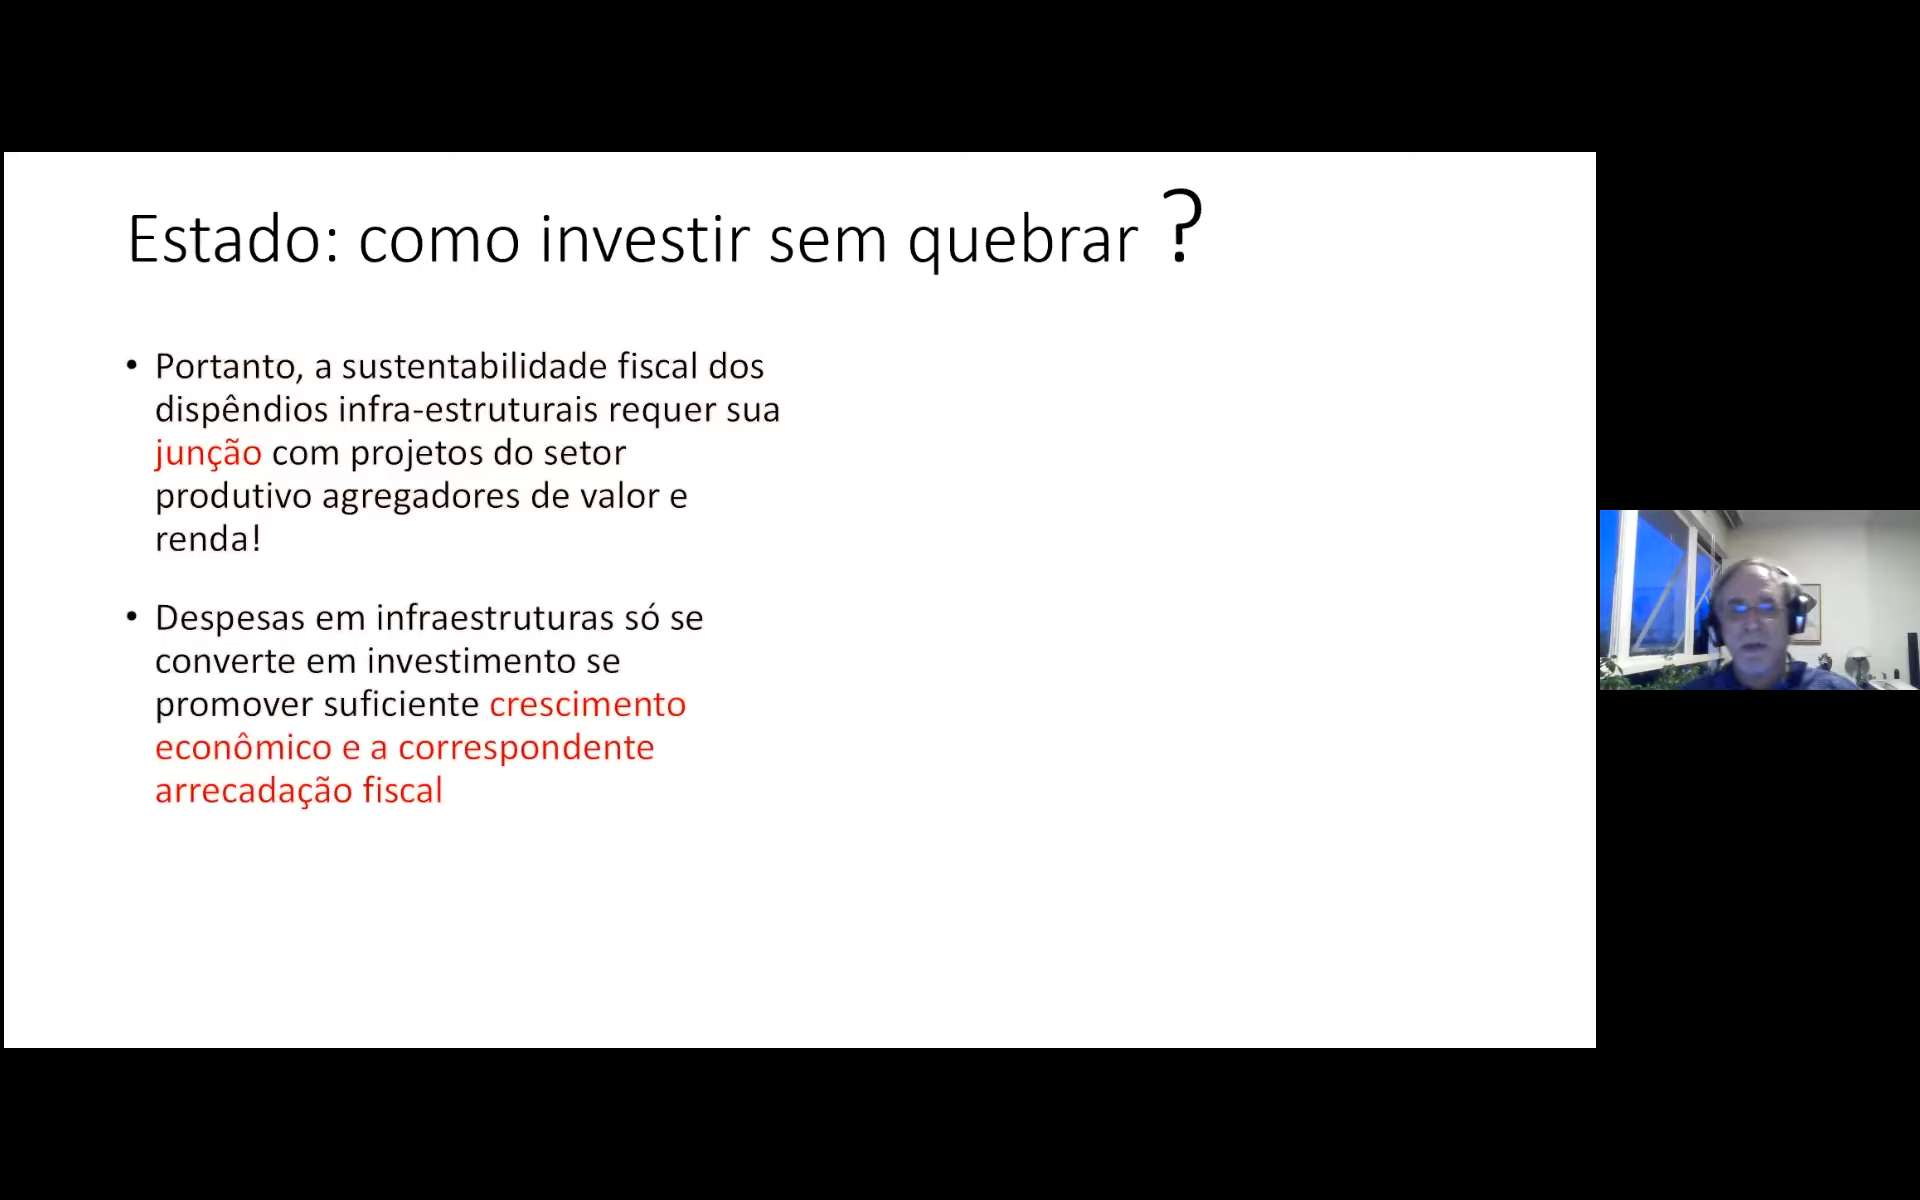 Estado: como investir sem quebrar ?
• Portanto, a sustentabilidade fiscal dos
dispêndios infra-estruturais requer sua
junção com projetos do setor
produtivo agregadores de valor e
renda!
• Despesas em infraestruturas só se
converte em investimento se
promover suficiente crescimento
econômico e a correspondente
arrecadação fiscal